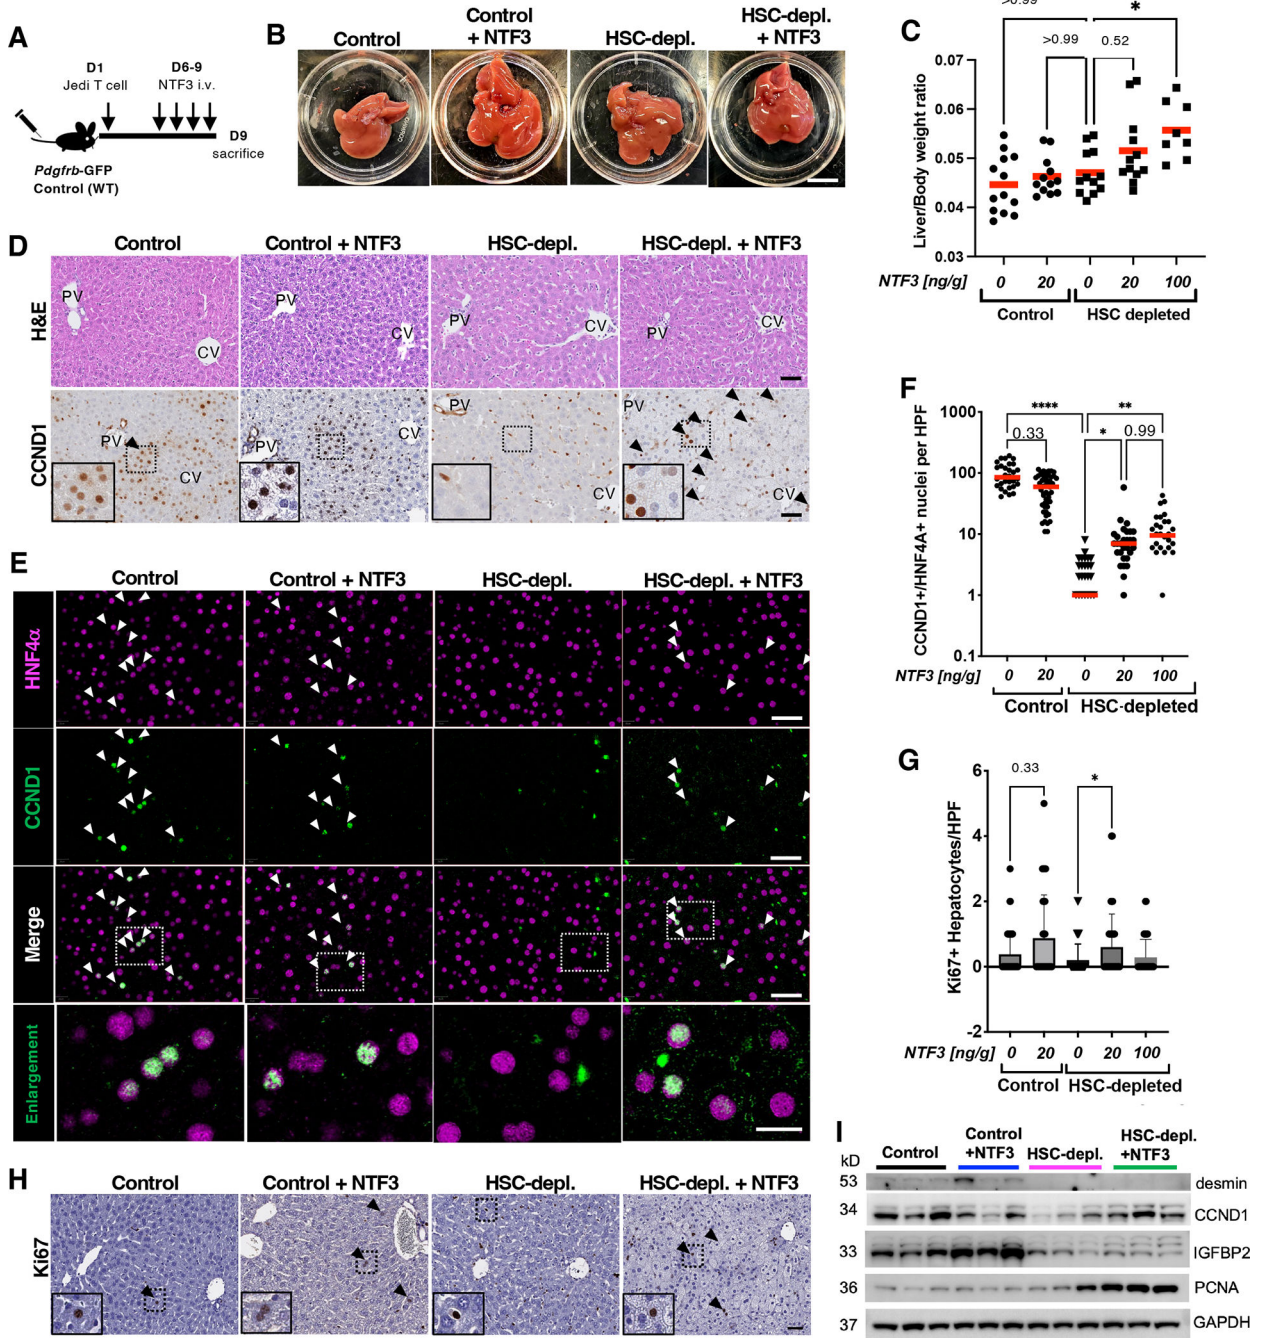 A
D1
Jedi T cell
D6-9
NTF3 i.v.
D9
sacrifice
Pdgfrb-GFP
Control (WT)
B
Control
Control
+ NTF3
HSC-depl.
HSC-depl.
+ NTF3
C
>0.99
*
>0.99
0.52
Liver/Body weight ratio
0.07
0.06
0.05
0.04
0.03
NTF3 [ng/g]
0 20 0 20 100
Control HSC depleted
D
Control Control + NTF3 HSC-depl. HSC-depl. + NTF3
H&E
PV CV
PV CV
PV CV
PV CV
CCND1
PV CV
PV CV
PV CV
PV CV
E
Control Control + NTF3 HSC-depl. HSC-depl. + NTF3
HNF4α
CCND1
Merge
Enlargement
F
CCND1+/HNF4A+ nuclei per HPF
1000
100
10
1
0.1
****
**
0.33
*
0.99
NTF3 [ng/g]
0 20 0 20 100
Control HSC-depleted
G
Ki67+ Hepatocytes/HPF
6
4
2
0
-2
0.33
*
NTF3 [ng/g]
0 20 0 20 100
Control HSC-depleted
H
Control Control + NTF3 HSC-depl. HSC-depl. + NTF3
Ki67
I
kD
Control
Control
+NTF3
HSC-depl.
HSC-depl.
+NTF3
53 desmin
34 CCND1
33 IGFBP2
36 PCNA
37 GAPDH